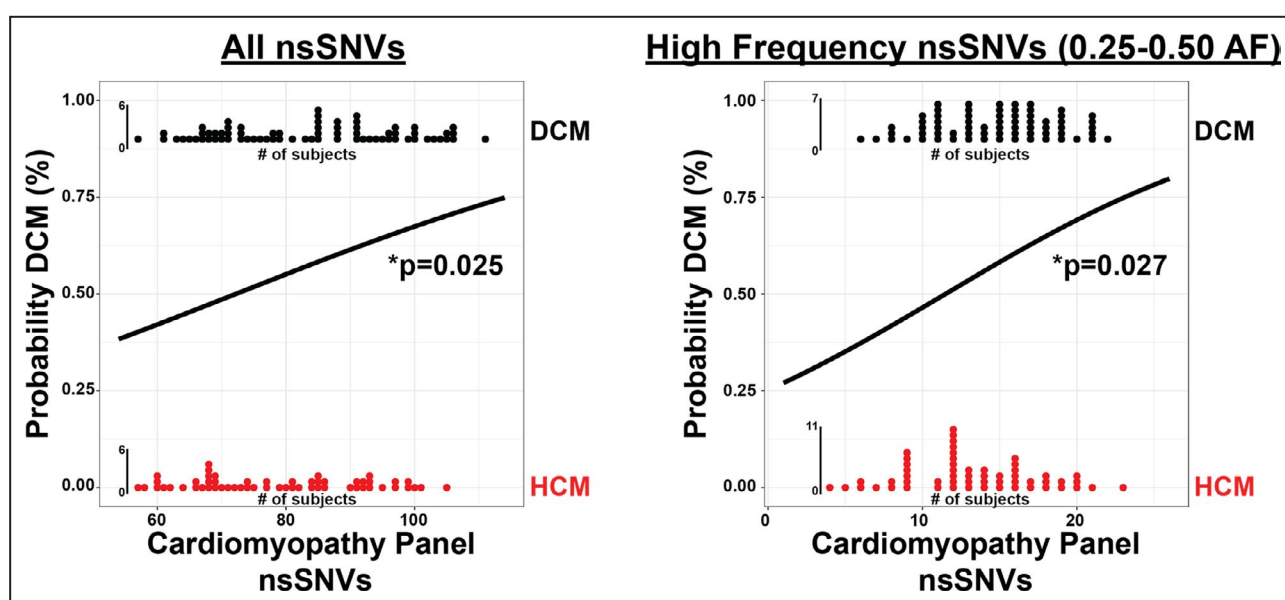 All nsSNVs
1.00
0.75
0.50
0.25
0.00
Probability DCM (%)
6
0
# of subjects
DCM
*p=0.025
6
0
# of subjects
HCM
60 80 100
Cardiomyopathy Panel
nsSNVs
High Frequency nsSNVs (0.25-0.50 AF)
1.00
0.75
0.50
0.25
0.00
Probability DCM (%)
7
0
# of subjects
DCM
*p=0.027
11
0
# of subjects
HCM
0 10 20
Cardiomyopathy Panel
nsSNVs